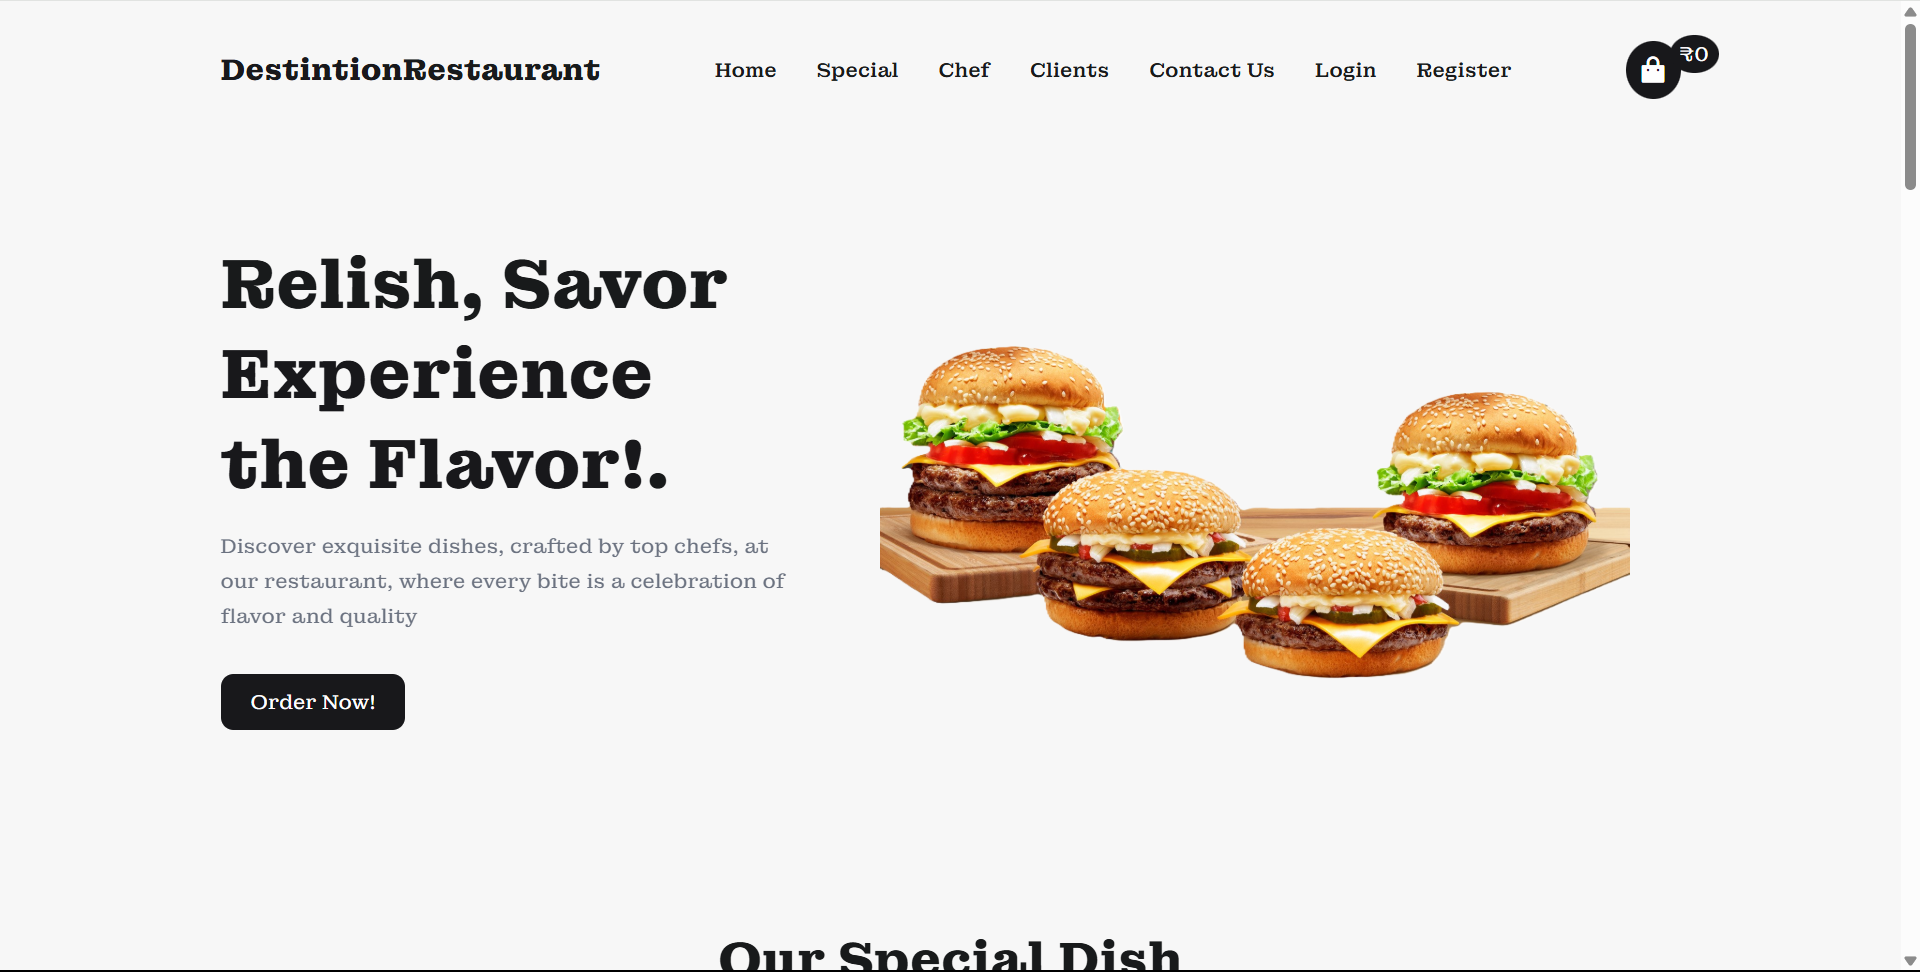 DestintionRestaurant
Home Special Chef Clients Contact Us Login Register
₹0
Relish, Savor
Experience
the Flavor!.
Discover exquisite dishes, crafted by top chefs, at
our restaurant, where every bite is a celebration of
flavor and quality
Order Now!
Our Special Dish